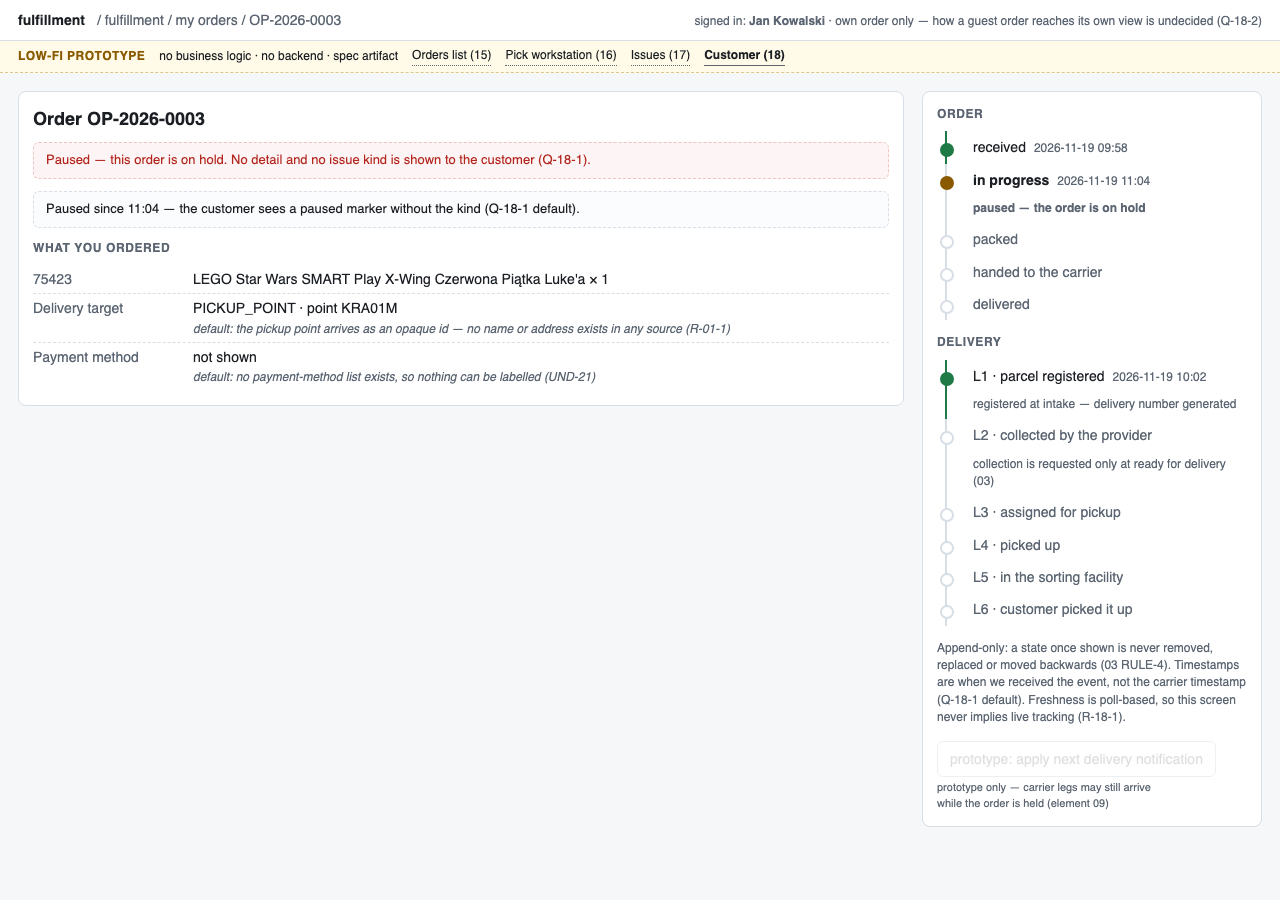 fulfillment / fulfillment / my orders / OP-2026-0003
signed in: Jan Kowalski · own order only — how a guest order reaches its own view is undecided (Q-18-2)
LOW-FI PROTOTYPE no business logic · no backend · spec artifact Orders list (15) Pick workstation (16) Issues (17) Customer (18)
Order OP-2026-0003
Paused — this order is on hold. No detail and no issue kind is shown to the customer (Q-18-1).
Paused since 11:04 — the customer sees a paused marker without the kind (Q-18-1 default).
WHAT YOU ORDERED
75423 LEGO Star Wars SMART Play X-Wing Czerwona Piątka Luke'a × 1
Delivery target PICKUP_POINT · point KRA01M
default: the pickup point arrives as an opaque id — no name or address exists in any source (R-01-1)
Payment method not shown
default: no payment-method list exists, so nothing can be labelled (UND-21)
ORDER
received 2026-11-19 09:58
in progress 2026-11-19 11:04
paused — the order is on hold
packed
handed to the carrier
delivered
DELIVERY
L1 · parcel registered 2026-11-19 10:02
registered at intake — delivery number generated
L2 · collected by the provider
collection is requested only at ready for delivery
(03)
L3 · assigned for pickup
L4 · picked up
L5 · in the sorting facility
L6 · customer picked it up
Append-only: a state once shown is never removed,
replaced or moved backwards (03 RULE-4). Timestamps
are when we received the event, not the carrier timestamp
(Q-18-1 default). Freshness is poll-based, so this screen
never implies live tracking (R-18-1).
prototype: apply next delivery notification
prototype only — carrier legs may still arrive
while the order is held (element 09)